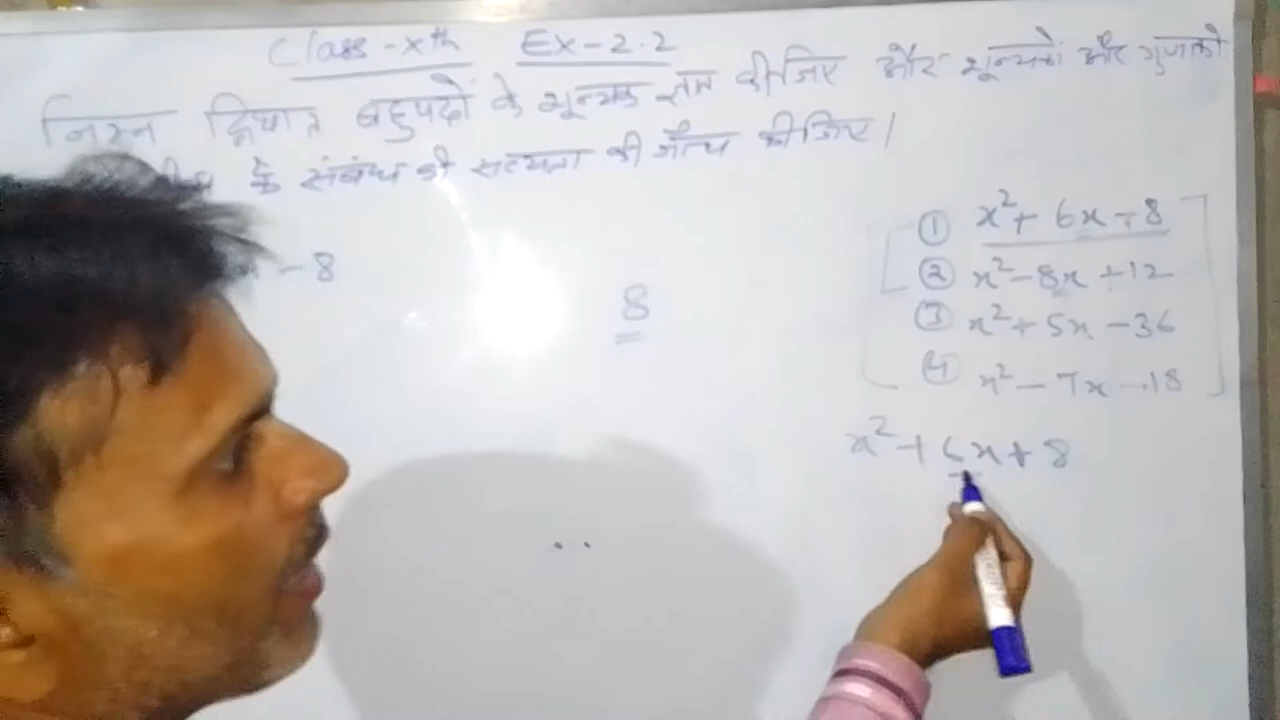 Class-Xth Ex-2.2
निम्न द्विघात बहुपदों के शून्यक ज्ञात कीजिए और शून्यकों और गुणांकों
के संबंध की सत्यता की जाँच कीजिए।
① x² + 6x + 8
② x² - 8x + 12
③ x² + 5x - 36
④ x² - 7x - 18
x - 8
8
x² + 6x + 8